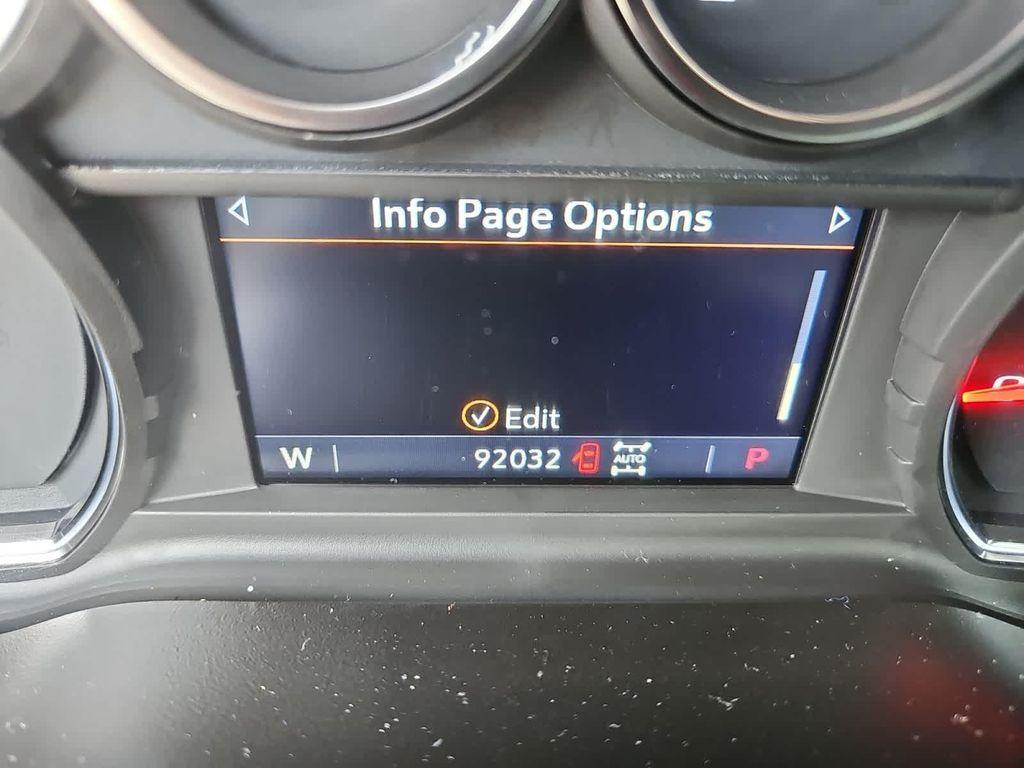 Info Page Options
Edit
W 92032 AUTO P